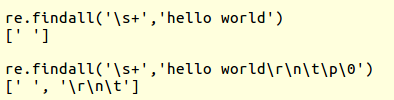 re.findall('\s+','hello world')
[' ']
re.findall('\s+','hello world\r\n\t\p\0')
[' ', '\r\n\t']